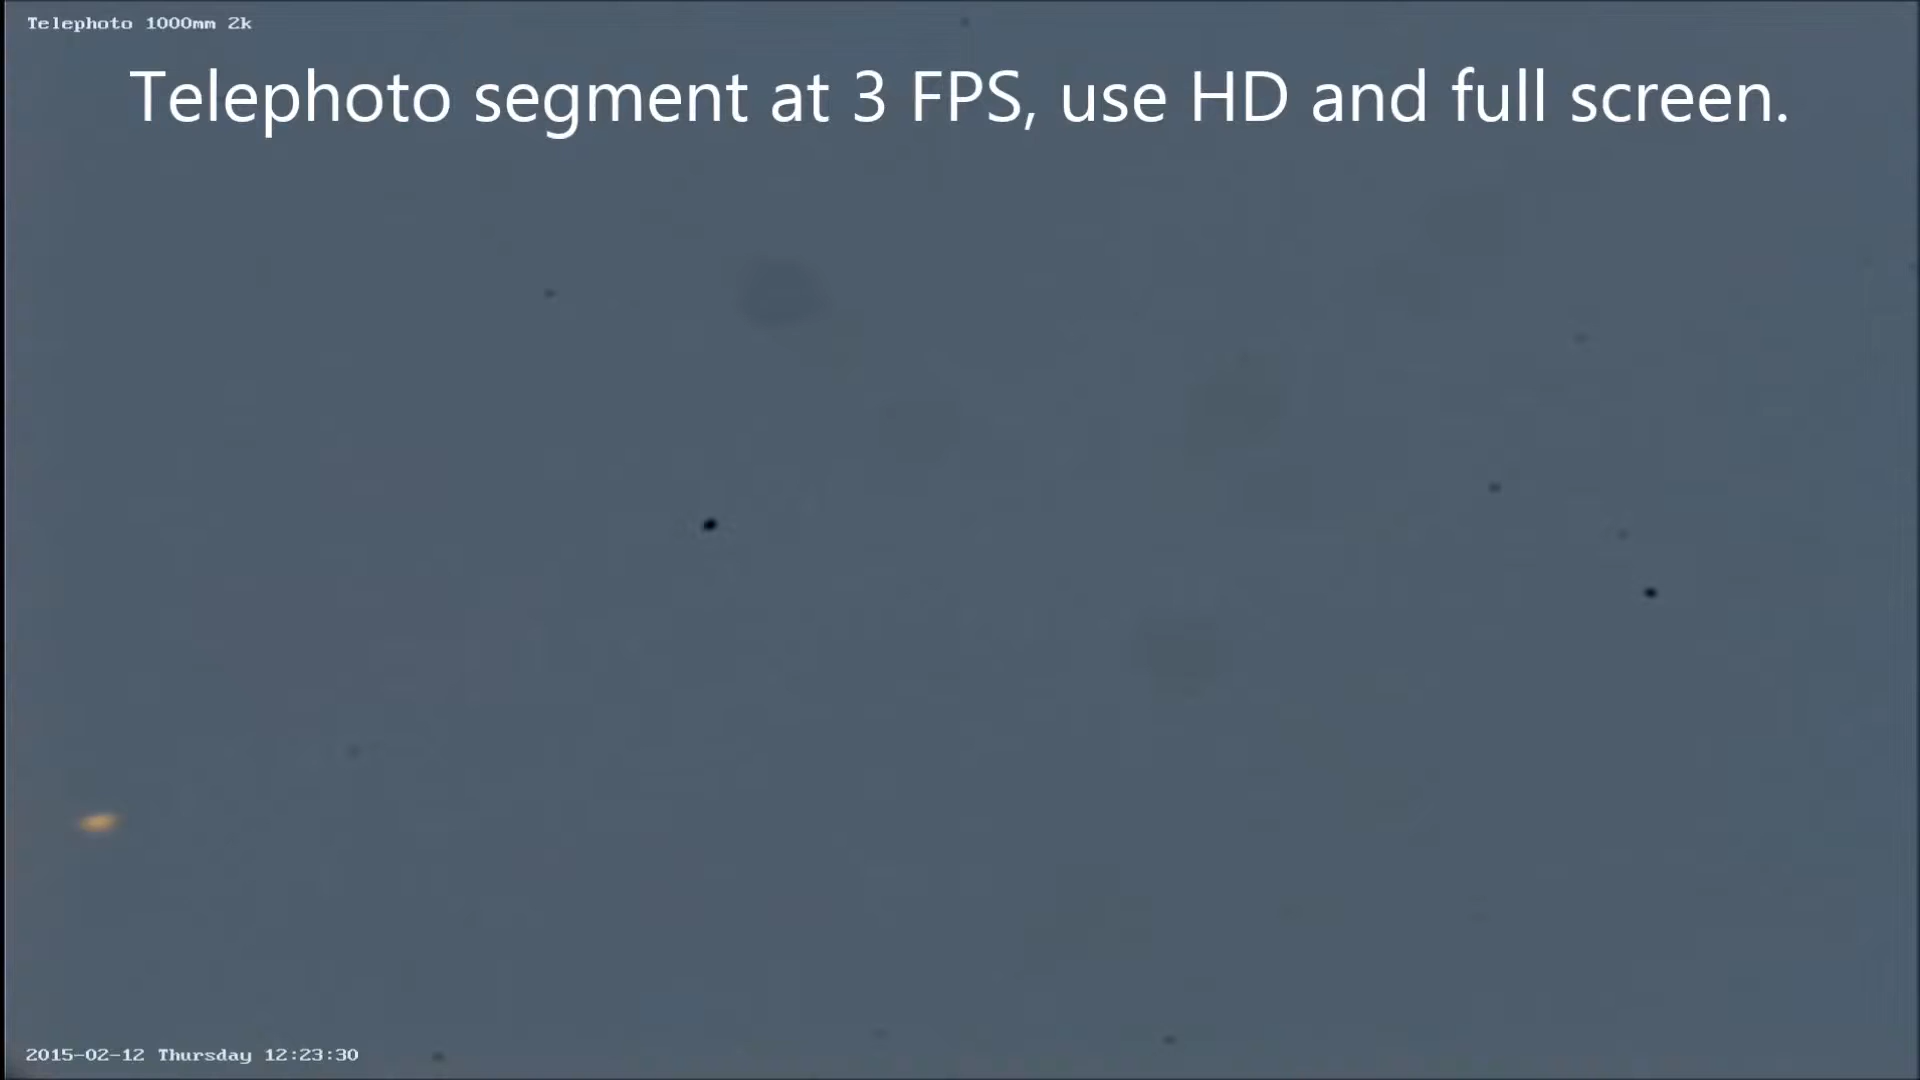 Telephoto 1000mm 2k
Telephoto segment at 3 FPS, use HD and full screen.
2015-02-12 Thursday 12:23:30